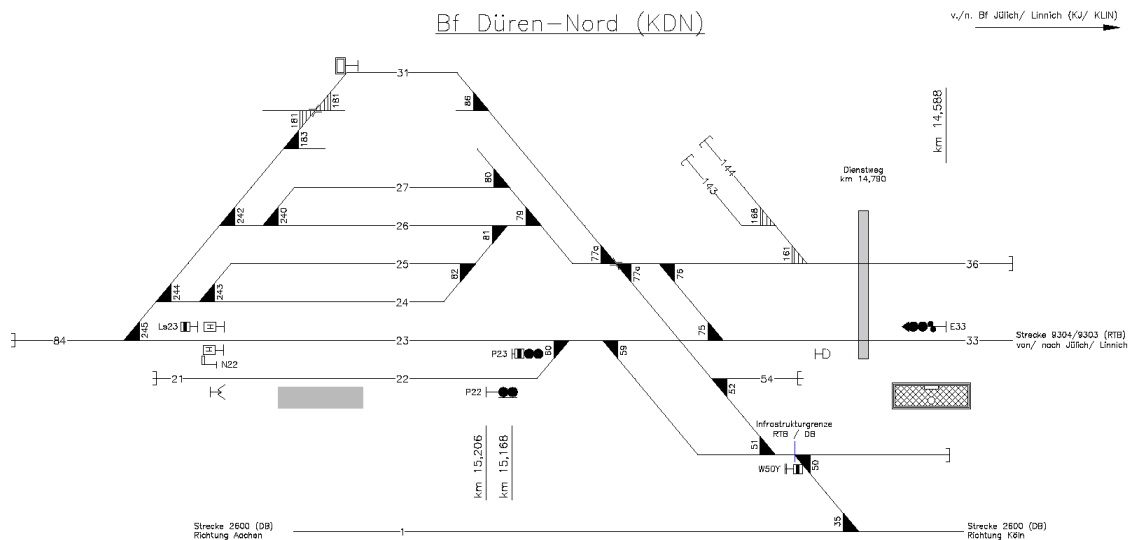 Bf Düren-Nord (KDN)
v./n. Bf Jülich/ Linnich (KJ/ KLIN)
31
181
181
183
86
km 14,588
Dienstweg
km 14,790
144
143
27
80
242
240
26
79
81
168
161
25
82
77a
77a
76
36
244
243
24
Ls23
H
245
84
23
75
E33
33
Strecke 9304/9303 (RTB)
von/ nach Jülich/ Linnich
H
N22
P23
60
59
D
21
22
P22
52
54
Infrastrukturgrenze
RTB / DB
51
W50Y
50
km 15,206
km 15,168
35
Strecke 2600 (DB)
Richtung Aachen
1
Strecke 2600 (DB)
Richtung Köln